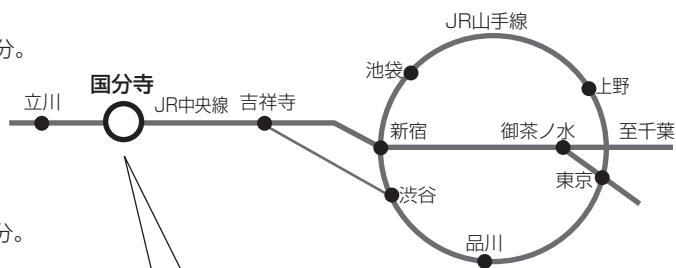 JR山手線
分。
池袋
国分寺
上野
立川
JR中央線
吉祥寺
新宿
御茶ノ水
至千葉
東京
渋谷
分。
品川